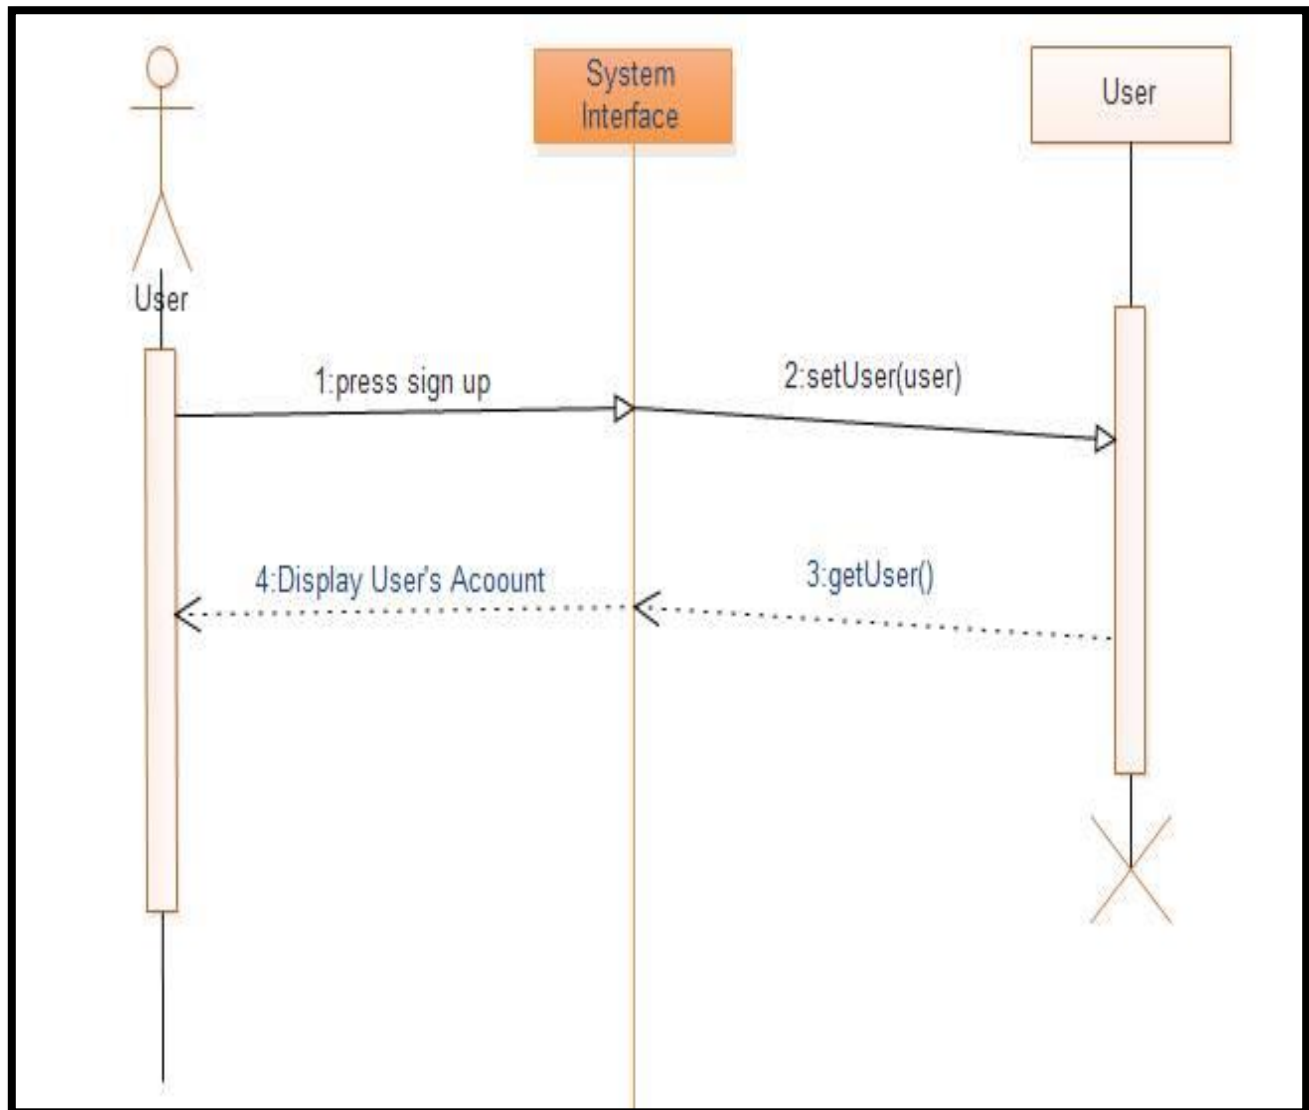 System
Interface
User
User
1:press sign up
2:setUser(user)
4:Display User's Acoount
3:getUser()